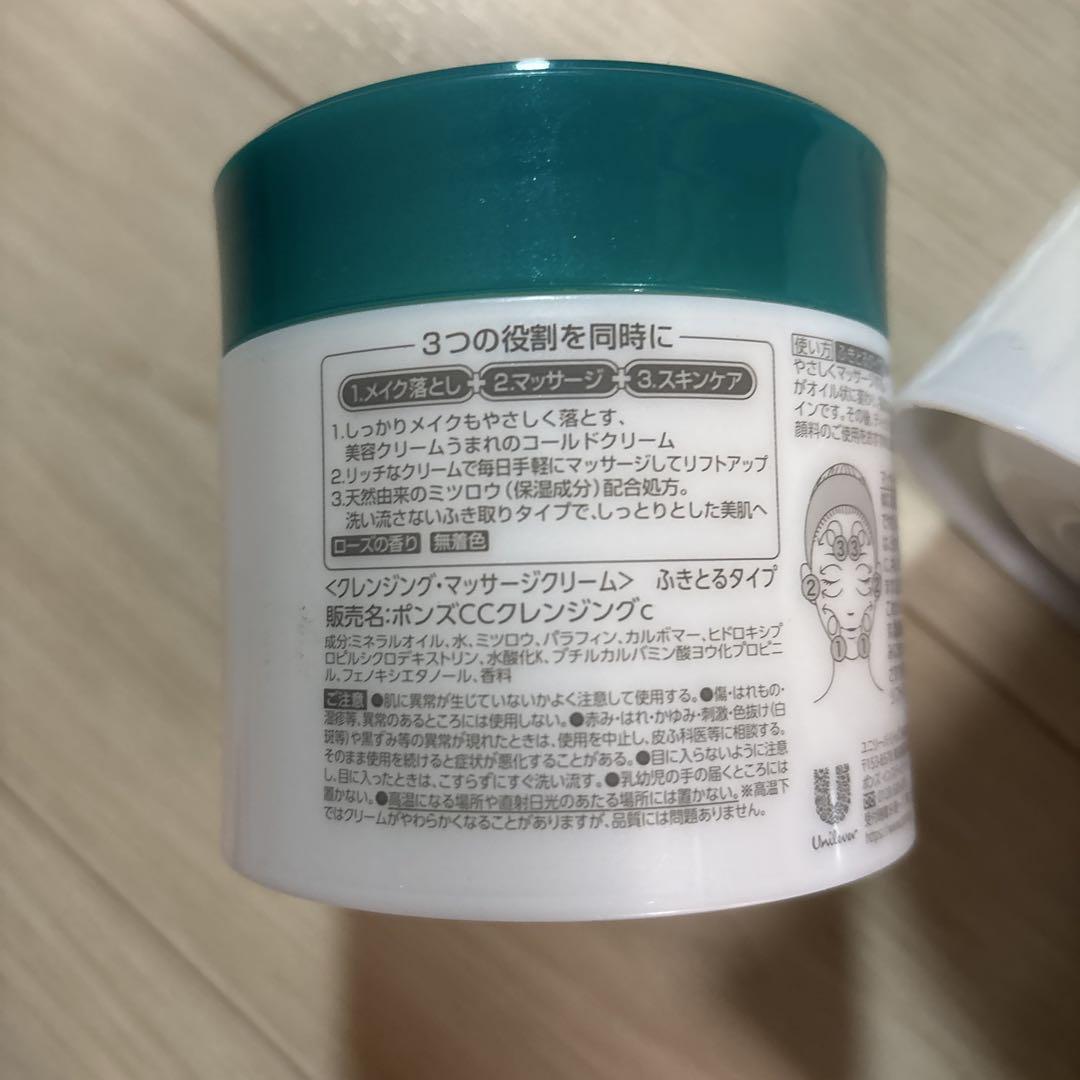 3つの役割を同時に
1.メイク落とし+2.マッサージ+3.スキンケア
1.しっかりメイクもやさしく落とす、
美容クリームうまれのコールドクリーム
2.リッチなクリームで毎日手軽にマッサージしてリフトアップ
3.天然由来のミツロウ(保湿成分)配合処方。
洗い流さないふき取りタイプで、しっとりとした美肌へ
ローズの香り 無着色
<クレンジング・マッサージクリーム> ふきとるタイプ
販売名:ポンズCCクレンジングc
成分:ミネラルオイル、水、ミツロウ、パラフィン、カルボマー、ヒドロキシプ
ロピルシクロデキストリン、水酸化K、ブチルカルバミン酸ヨウ化プロピニ
ル、フェノキシエタノール、香料
ご注意 ●肌に異常が生じていないかよく注意して使用する。●傷・はれもの・
湿疹等、異常のあるところには使用しない。●赤み・はれ・かゆみ・刺激・色抜け(白
斑等)や黒ずみ等の異常が現れたときは、使用を中止し、皮ふ科医等に相談する。
そのまま使用を続けると症状が悪化することがある。●目に入らないように注意
し、目に入ったときは、こすらずにすぐ洗い流す。●乳幼児の手の届くところには
置かない。●高温になる場所や直射日光のあたる場所には置かない。※高温下
ではクリームがやわらかくなることがありますが、品質には問題ありません。
使い方
やさしくマッサージ
がオイル状に変わ
インです。その後、
顔料のご使用をお
3 3
2 2
1 1
Unilever